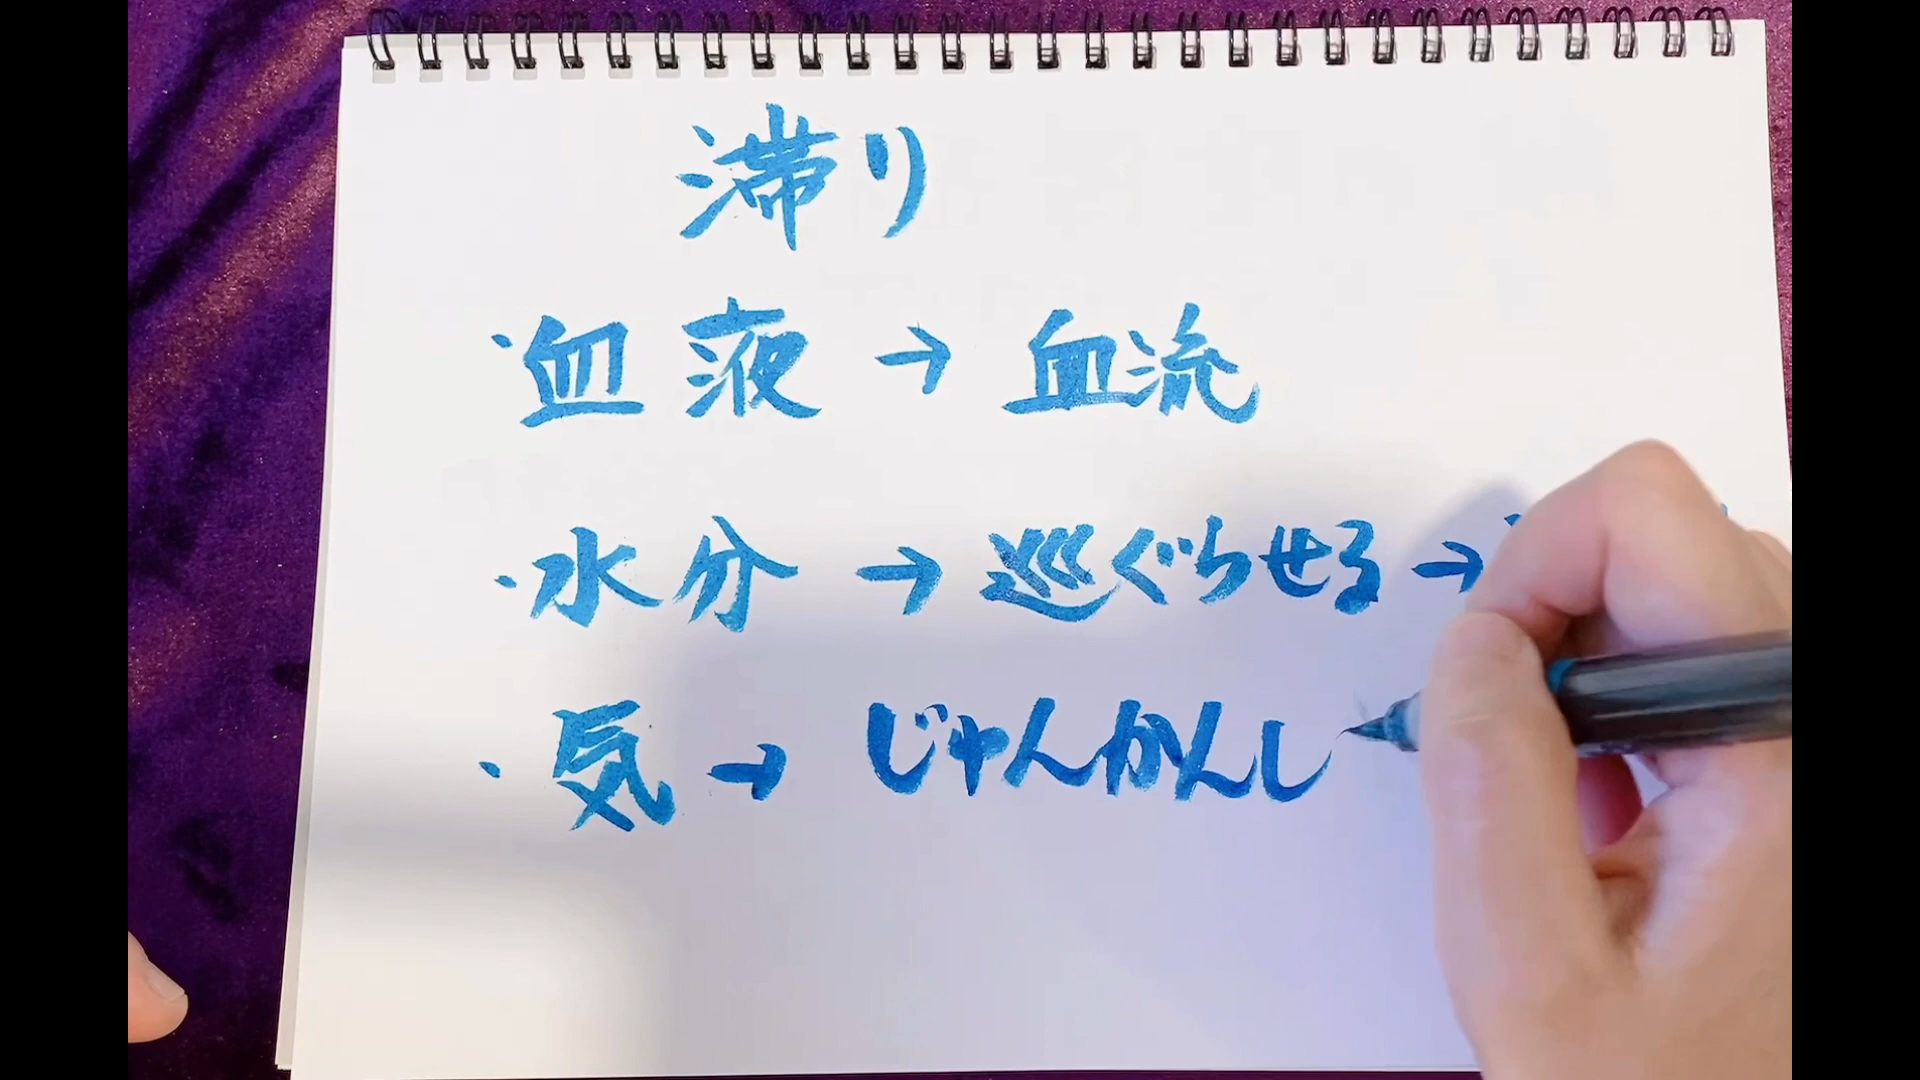 滞り
・血液→血流
・水分→巡ぐらせる→
・気→じゅんかんし